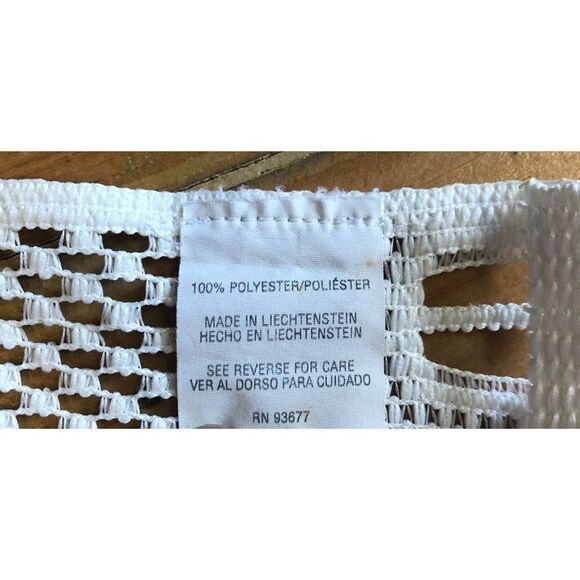 100% POLYESTER/POLIÉSTER
MADE IN LIECHTENSTEIN
HECHO EN LIECHTENSTEIN
SEE REVERSE FOR CARE
VER AL DORSO PARA CUIDADO
RN 93677